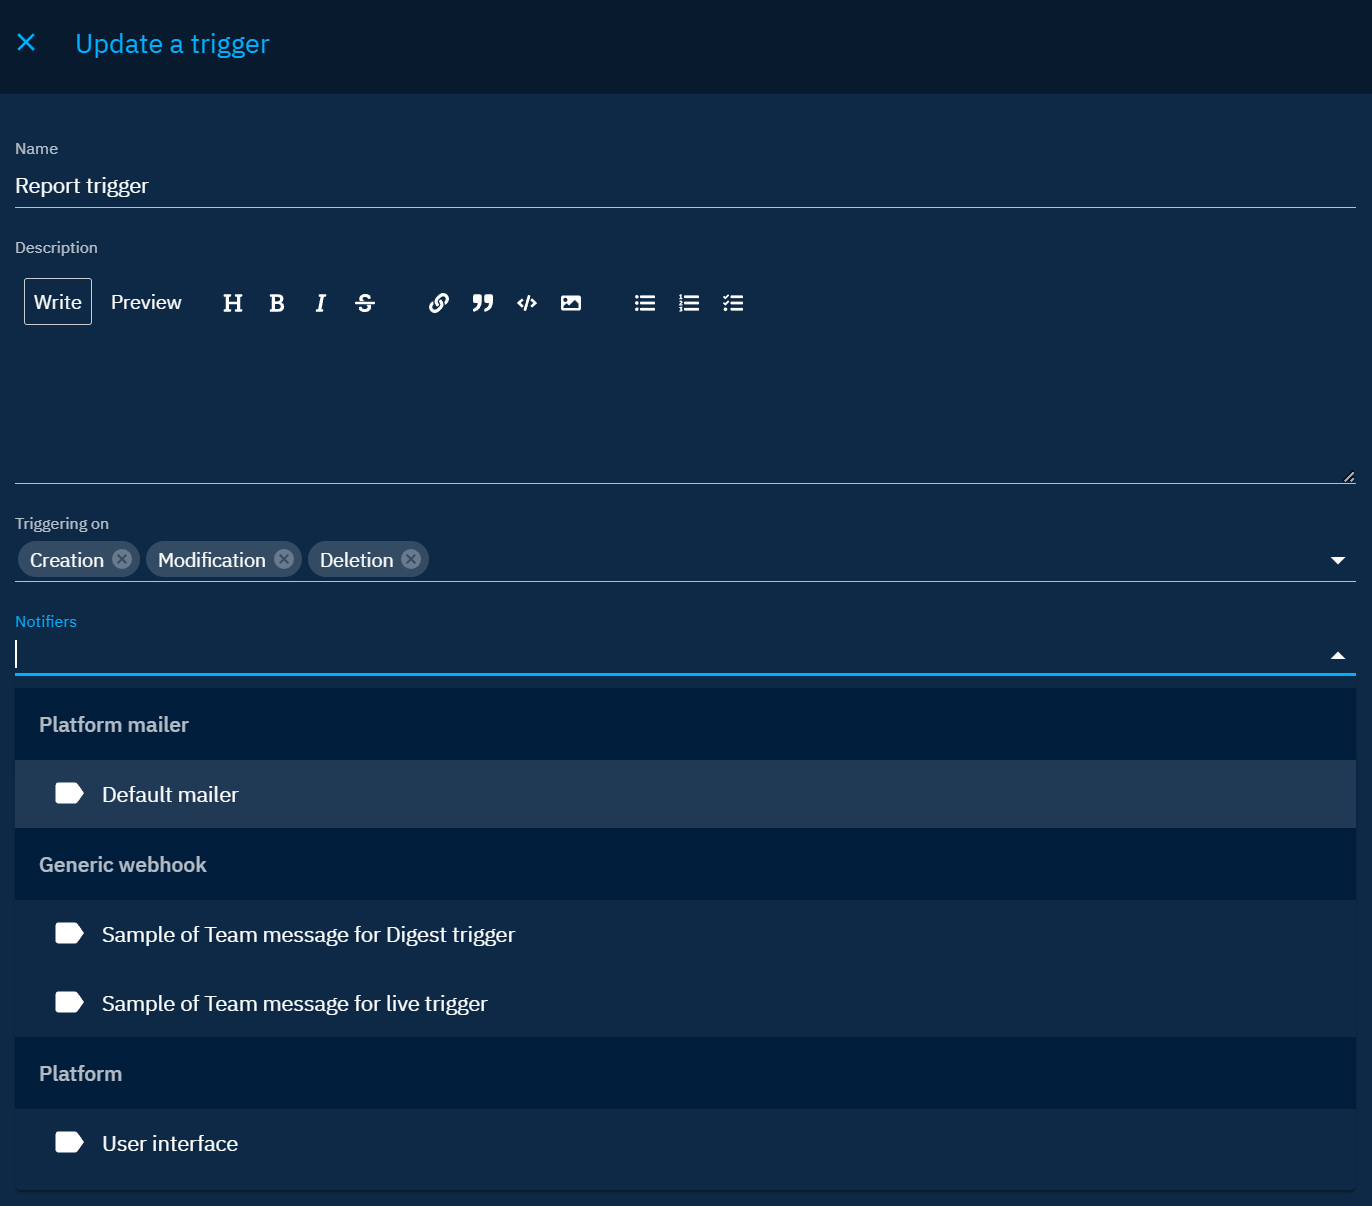 Update a trigger
Name
Report trigger
Description
Write Preview
Triggering on
Creation Modification Deletion
Notifiers
Platform mailer
Default mailer
Generic webhook
Sample of Team message for Digest trigger
Sample of Team message for live trigger
Platform
User interface